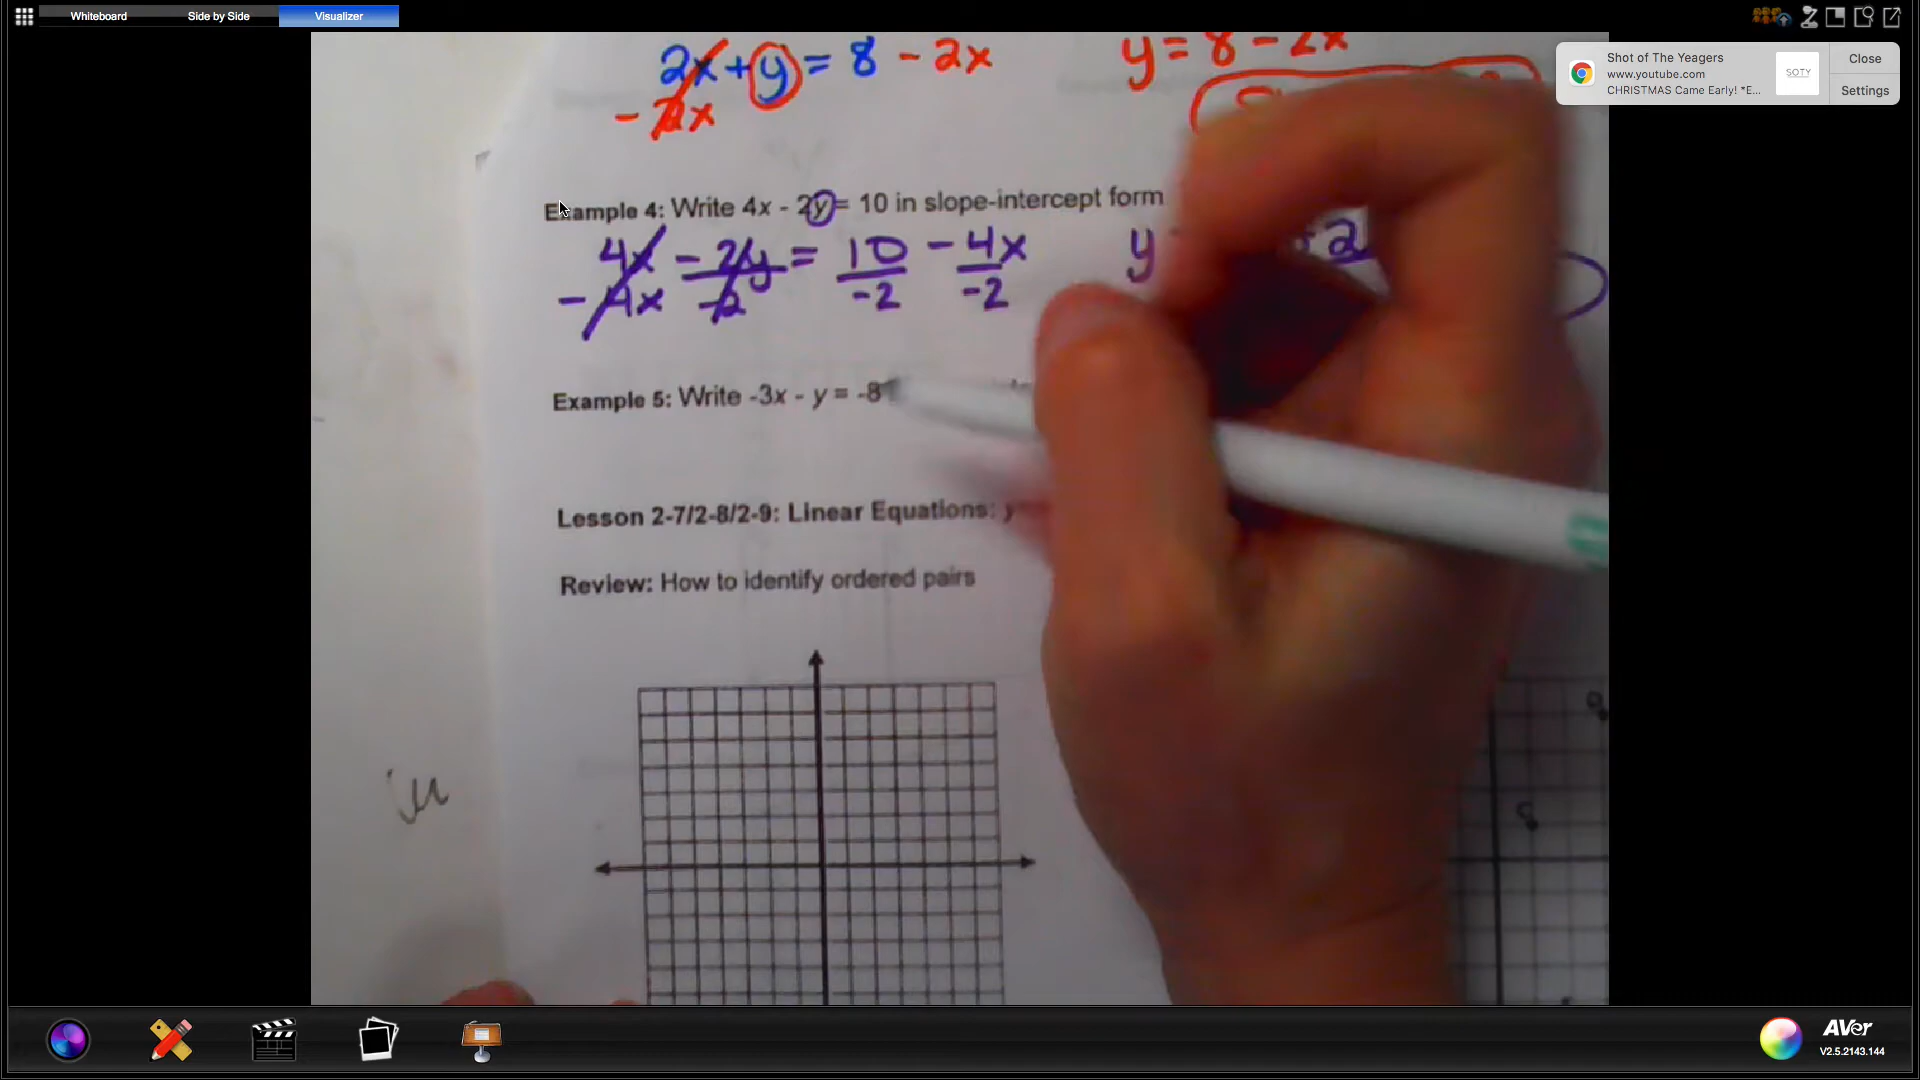 Whiteboard Side by Side Visualizer
Shot of The Yeagers
www.youtube.com
CHRISTMAS Came Early! *E...
SOTY
Close
Settings
2x + y = 8 - 2x
- 2x
y = 8 - 2x
Example 4: Write 4x - 2y = 10 in slope-intercept form
4x - 2y = 10 - 4x
- 4x -2 -2 -2
y
2
Example 5: Write -3x - y = -8
Lesson 2-7/2-8/2-9: Linear Equations: y
Review: How to identify ordered pairs
AVer
V2.5.2143.144